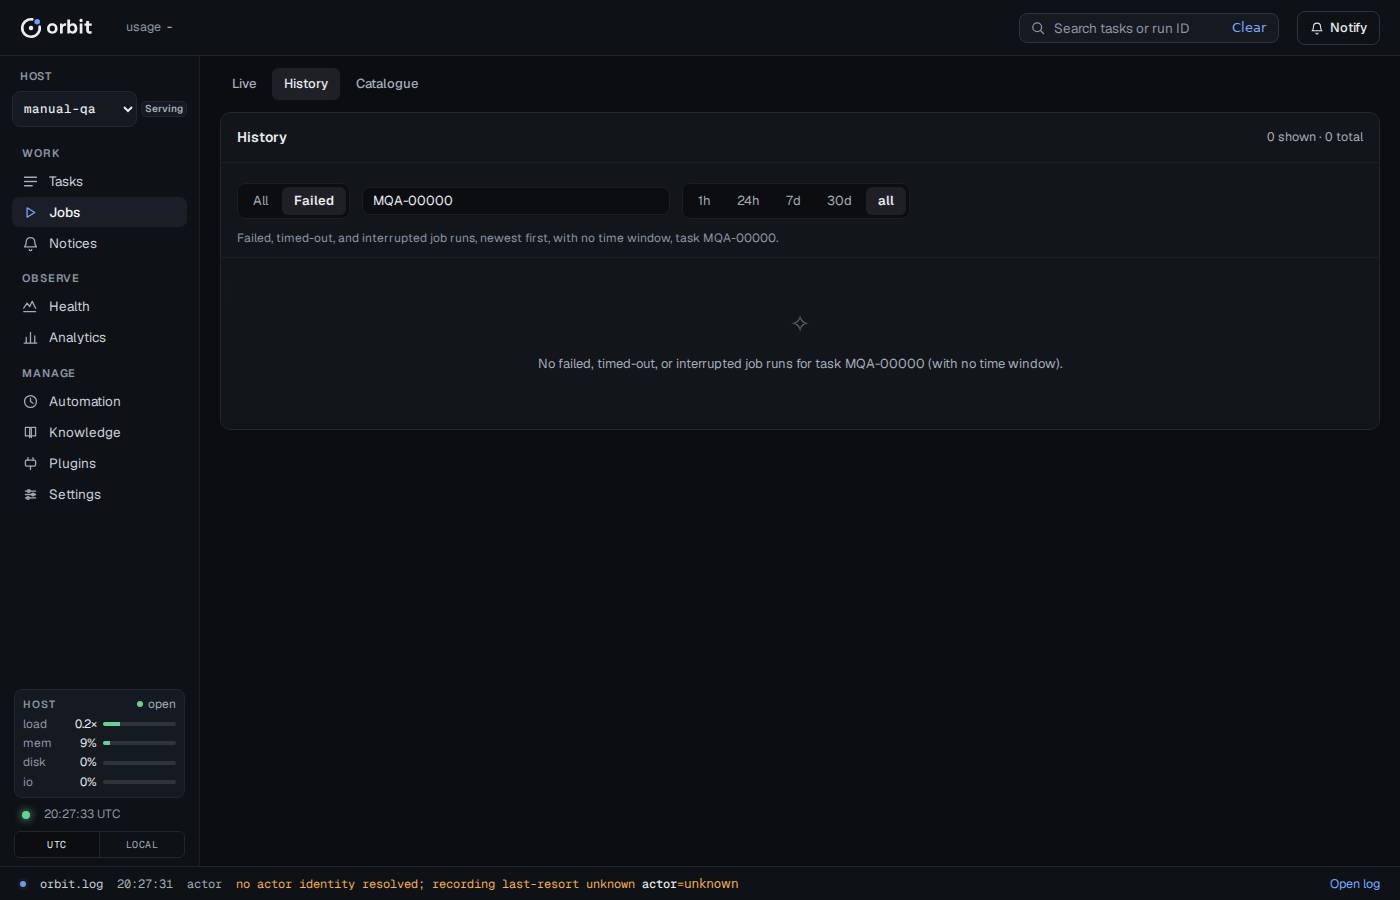 orbit
usage -
Search tasks or run ID
Clear
Notify
HOST
manual-qa
Serving
WORK
Tasks
Jobs
Notices
OBSERVE
Health
Analytics
MANAGE
Automation
Knowledge
Plugins
Settings
Live
History
Catalogue
History
0 shown · 0 total
All
Failed
MQA-00000
1h
24h
7d
30d
all
Failed, timed-out, and interrupted job runs, newest first, with no time window, task MQA-00000.
No failed, timed-out, or interrupted job runs for task MQA-00000 (with no time window).
HOST
open
load 0.2×
mem 9%
disk 0%
io 0%
20:27:33 UTC
UTC
LOCAL
orbit.log 20:27:31 actor no actor identity resolved; recording last-resort unknown actor=unknown
Open log